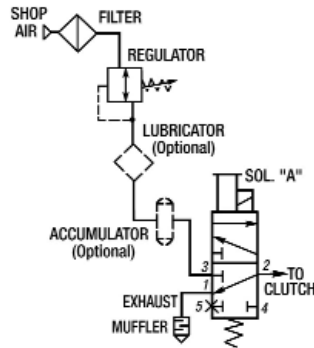 SHOP
AIR
FILTER
REGULATOR
LUBRICATOR
(Optional)
SOL. "A"
ACCUMULATOR
(Optional)
3
2
TO
CLUTCH
1
EXHAUST
5
4
MUFFLER